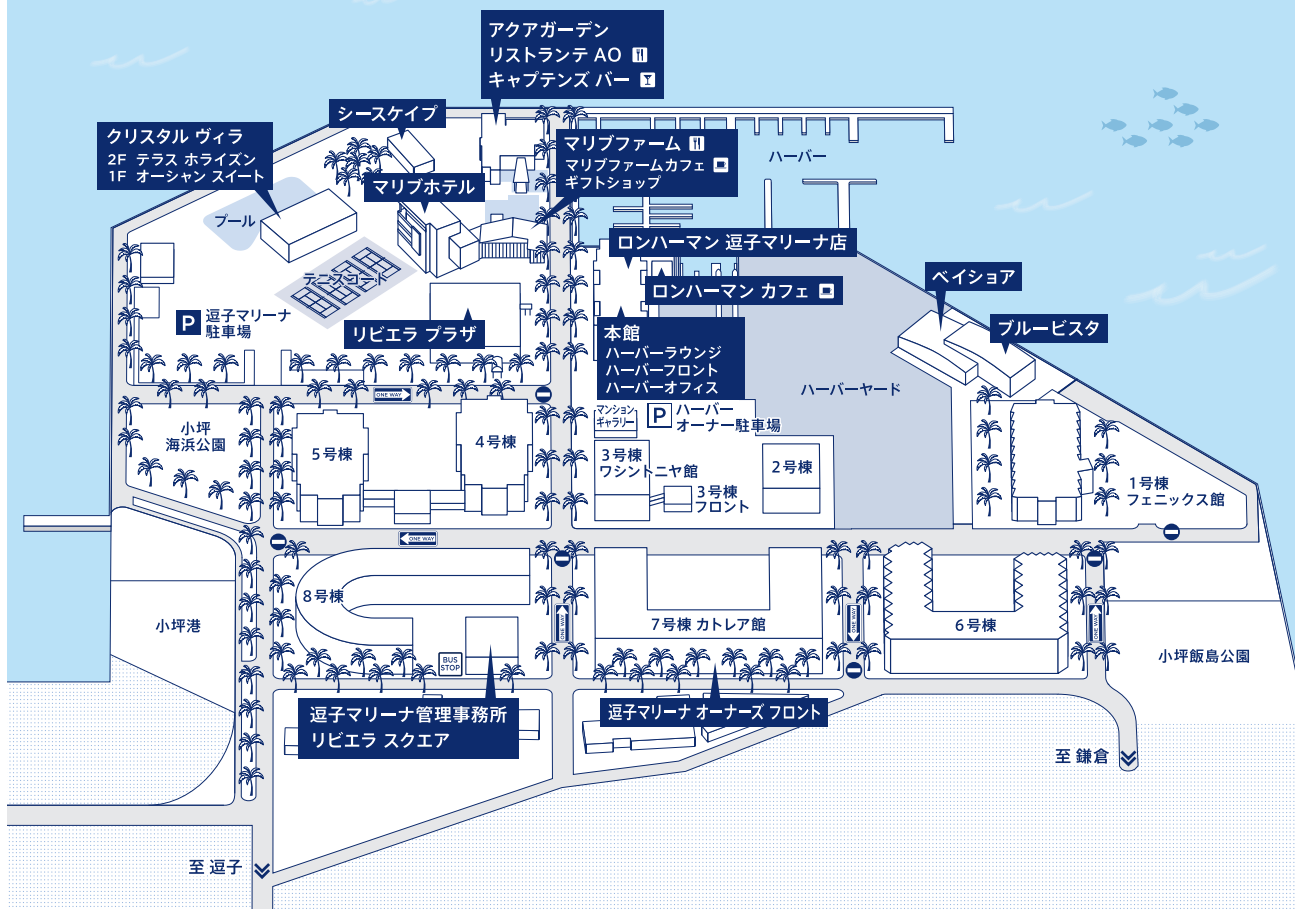 アクアガーデン
リストランテ AO
キャプテンズ バー
シースケイプ
クリスタル ヴィラ
2F テラス ホライズン
1F オーシャン スイート
マリブファーム
マリブファームカフェ
ギフトショップ
ハーバー
マリブホテル
プール
ロンハーマン 逗子マリーナ店
ロンハーマン カフェ
テニスコート
ベイショア
ブルービスタ
P 逗子マリーナ
駐車場
リビエラ プラザ
本館
ハーバーラウンジ
ハーバーフロント
ハーバーオフィス
ハーバーヤード
ONE WAY
マンション
ギャラリー
P ハーバー
オーナー駐車場
小坪
海浜公園
5号棟
4号棟
3号棟
ワシントニヤ館
3号棟
フロント
2号棟
1号棟
フェニックス館
ONE WAY
8号棟
小坪港
ONE WAY
7号棟 カトレア館
ONE WAY
6号棟
ONE WAY
小坪飯島公園
BUS
STOP
逗子マリーナ管理事務所
リビエラ スクエア
逗子マリーナ オーナーズ フロント
至 鎌倉
至 逗子